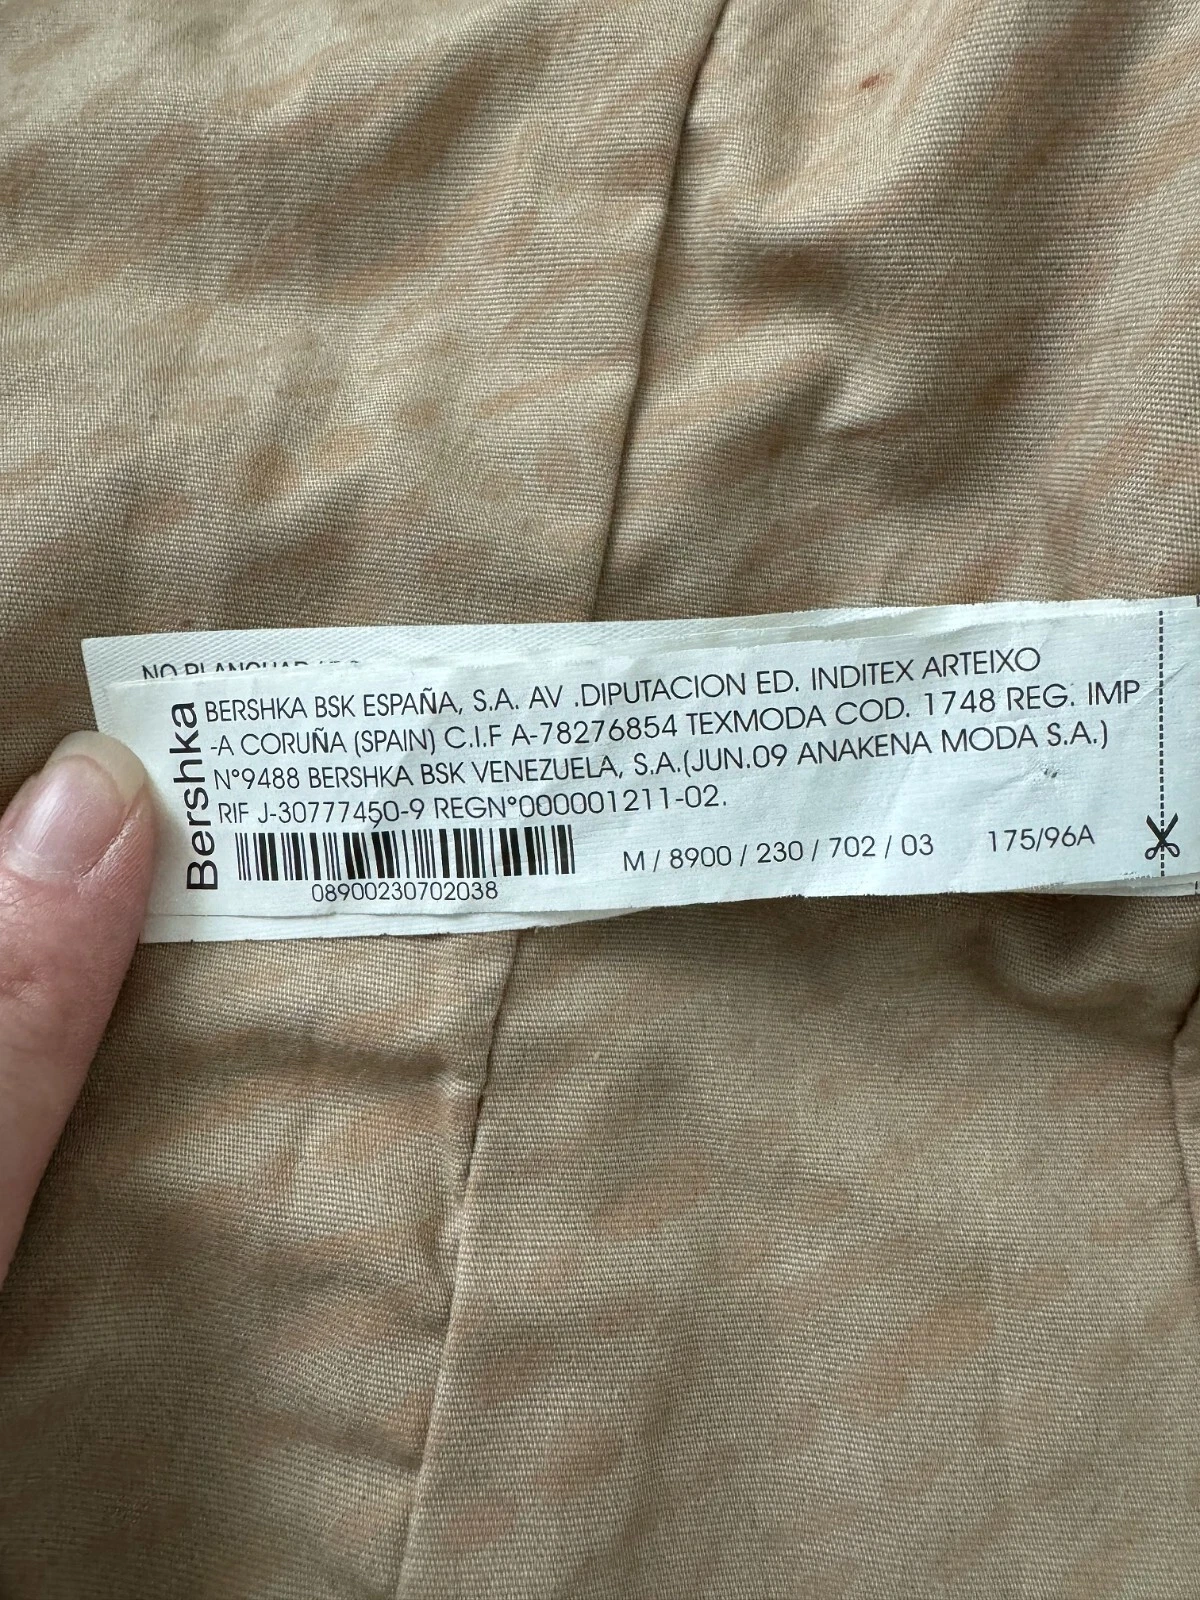 NO PLANCHAR
Bershka
BERSHKA BSK ESPAÑA, S.A. AV .DIPUTACION ED. INDITEX ARTEIXO
-A CORUÑA (SPAIN) C.I.F A-78276854 TEXMODA COD. 1748 REG. IMP
N°9488 BERSHKA BSK VENEZUELA, S.A.(JUN.09 ANAKENA MODA S.A.)
RIF J-30777450-9 REGN°000001211-02.
M / 8900 / 230 / 702 / 03 175/96A
08900230702038